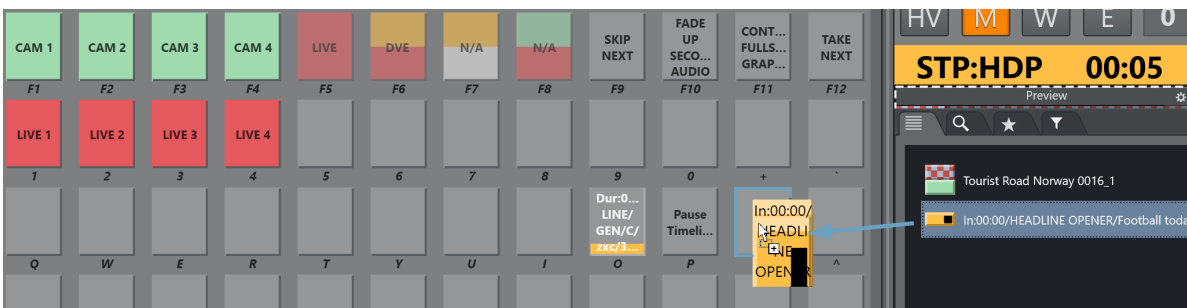 HV M W E 0
CAM 1 CAM 2 CAM 3 CAM 4 LIVE DVE N/A N/A
SKIP
NEXT
FADE
UP
SECO...
AUDIO
CONT...
FULLS...
GRAP...
TAKE
NEXT
STP:HDP 00:05
F1 F2 F3 F4 F5 F6 F7 F8 F9 F10 F11 F12
Preview
LIVE 1 LIVE 2 LIVE 3 LIVE 4
1 2 3 4 5 6 7 8 9 0 + `
Tourist Road Norway 0016_1
Dur:0...
LINE/
GEN/C/
zxc/3...
Pause
Timeli...
In:00:00/
HEADLI
NE
OPENER
In:00:00/HEADLINE OPENER/Football toda
Q W E R T Y U I O P ^